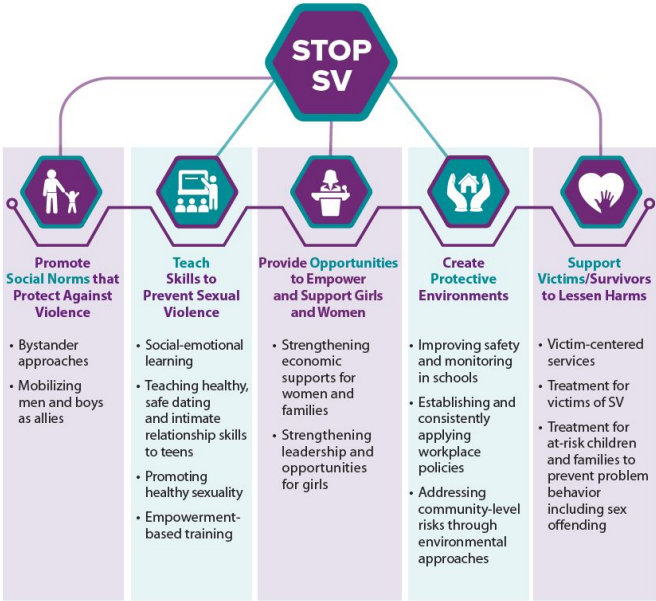 STOP
SV
Promote
Social Norms that
Protect Against
Violence
• Bystander
approaches
• Mobilizing
men and boys
as allies
Teach
Skills to
Prevent Sexual
Violence
• Social-emotional
learning
• Teaching healthy,
safe dating
and intimate
relationship skills
to teens
• Promoting
healthy sexuality
• Empowerment-
based training
Provide Opportunities
to Empower
and Support Girls
and Women
• Strengthening
economic
supports for
women and
families
• Strengthening
leadership and
opportunities
for girls
Create
Protective
Environments
• Improving safety
and monitoring
in schools
• Establishing and
consistently
applying
workplace
policies
• Addressing
community-level
risks through
environmental
approaches
Support
Victims/Survivors
to Lessen Harms
• Victim-centered
services
• Treatment for
victims of SV
• Treatment for
at-risk children
and families to
prevent problem
behavior
including sex
offending